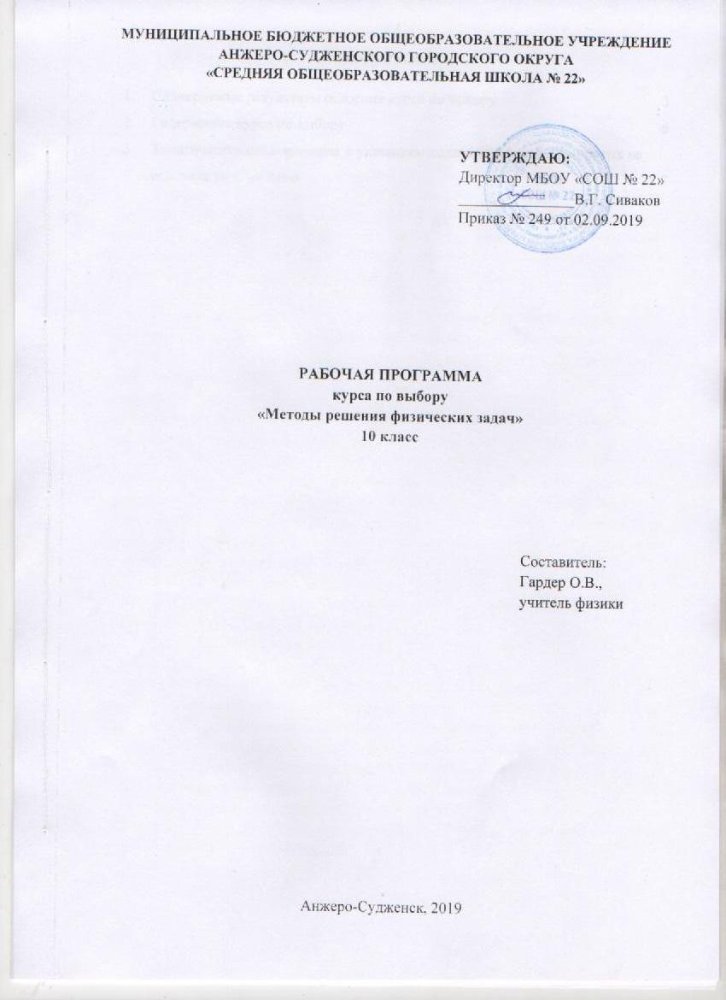 МУНИЦИПАЛЬНОЕ БЮДЖЕТНОЕ ОБЩЕОБРАЗОВАТЕЛЬНОЕ УЧРЕЖДЕНИЕ
АНЖЕРО-СУДЖЕНСКОГО ГОРОДСКОГО ОКРУГА
«СРЕДНЯЯ ОБЩЕОБРАЗОВАТЕЛЬНАЯ ШКОЛА № 22»
УТВЕРЖДАЮ:
Директор МБОУ «СОШ № 22»
В.Г. Сиваков
Приказ № 249 от 02.09.2019
РАБОЧАЯ ПРОГРАММА
курса по выбору
«Методы решения физических задач»
10 класс
Составитель:
Гардер О.В.,
учитель физики
Анжеро-Судженск, 2019